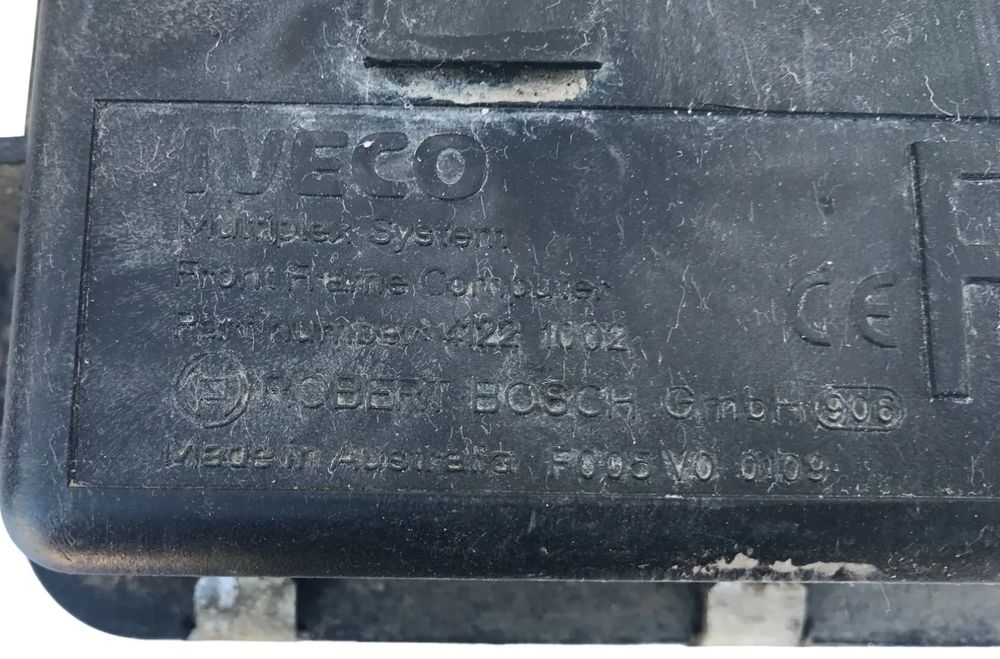 IVECO
Multiplex System
Front Frame Computer
Part number 4122 1002
CE
ROBERT BOSCH GmbH 906
Made in Australia F005 V0 0109